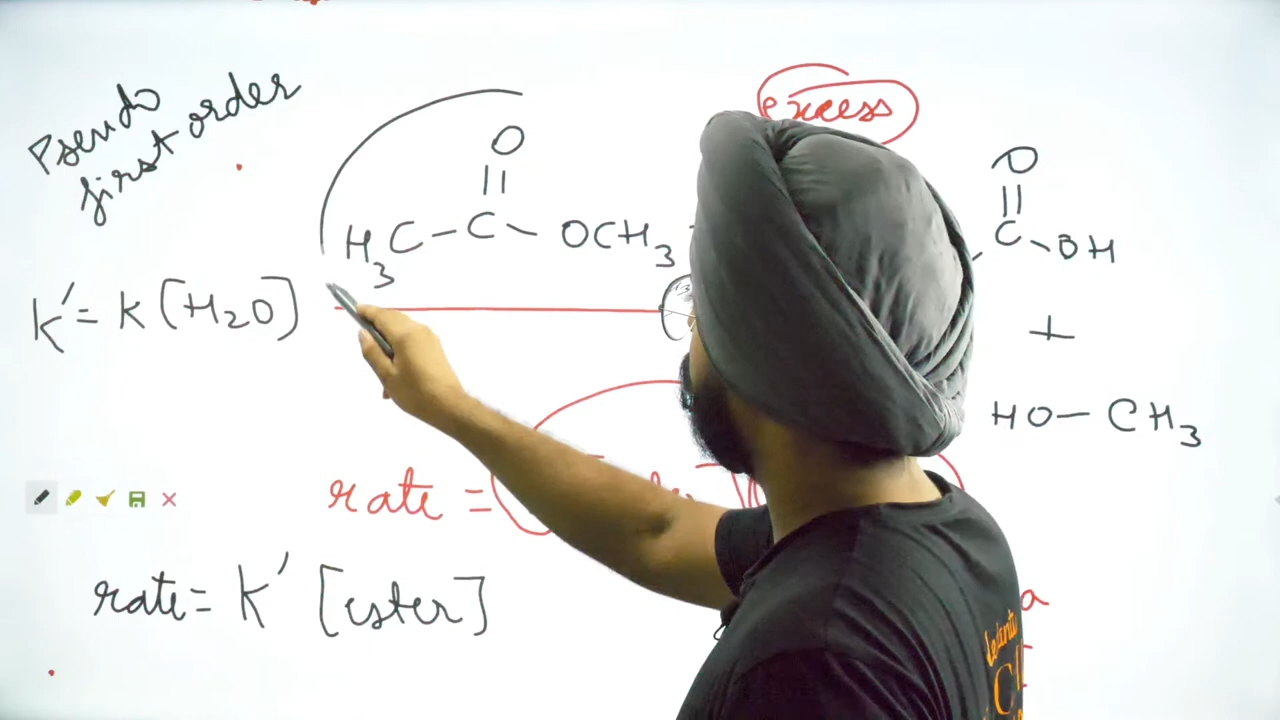 Pseudo
first order
excess
O
||
H3C-C-OCH3
O
||
C-OH
+
HO-CH3
K' = K [H2O]
rate =
rate = K' [ester]